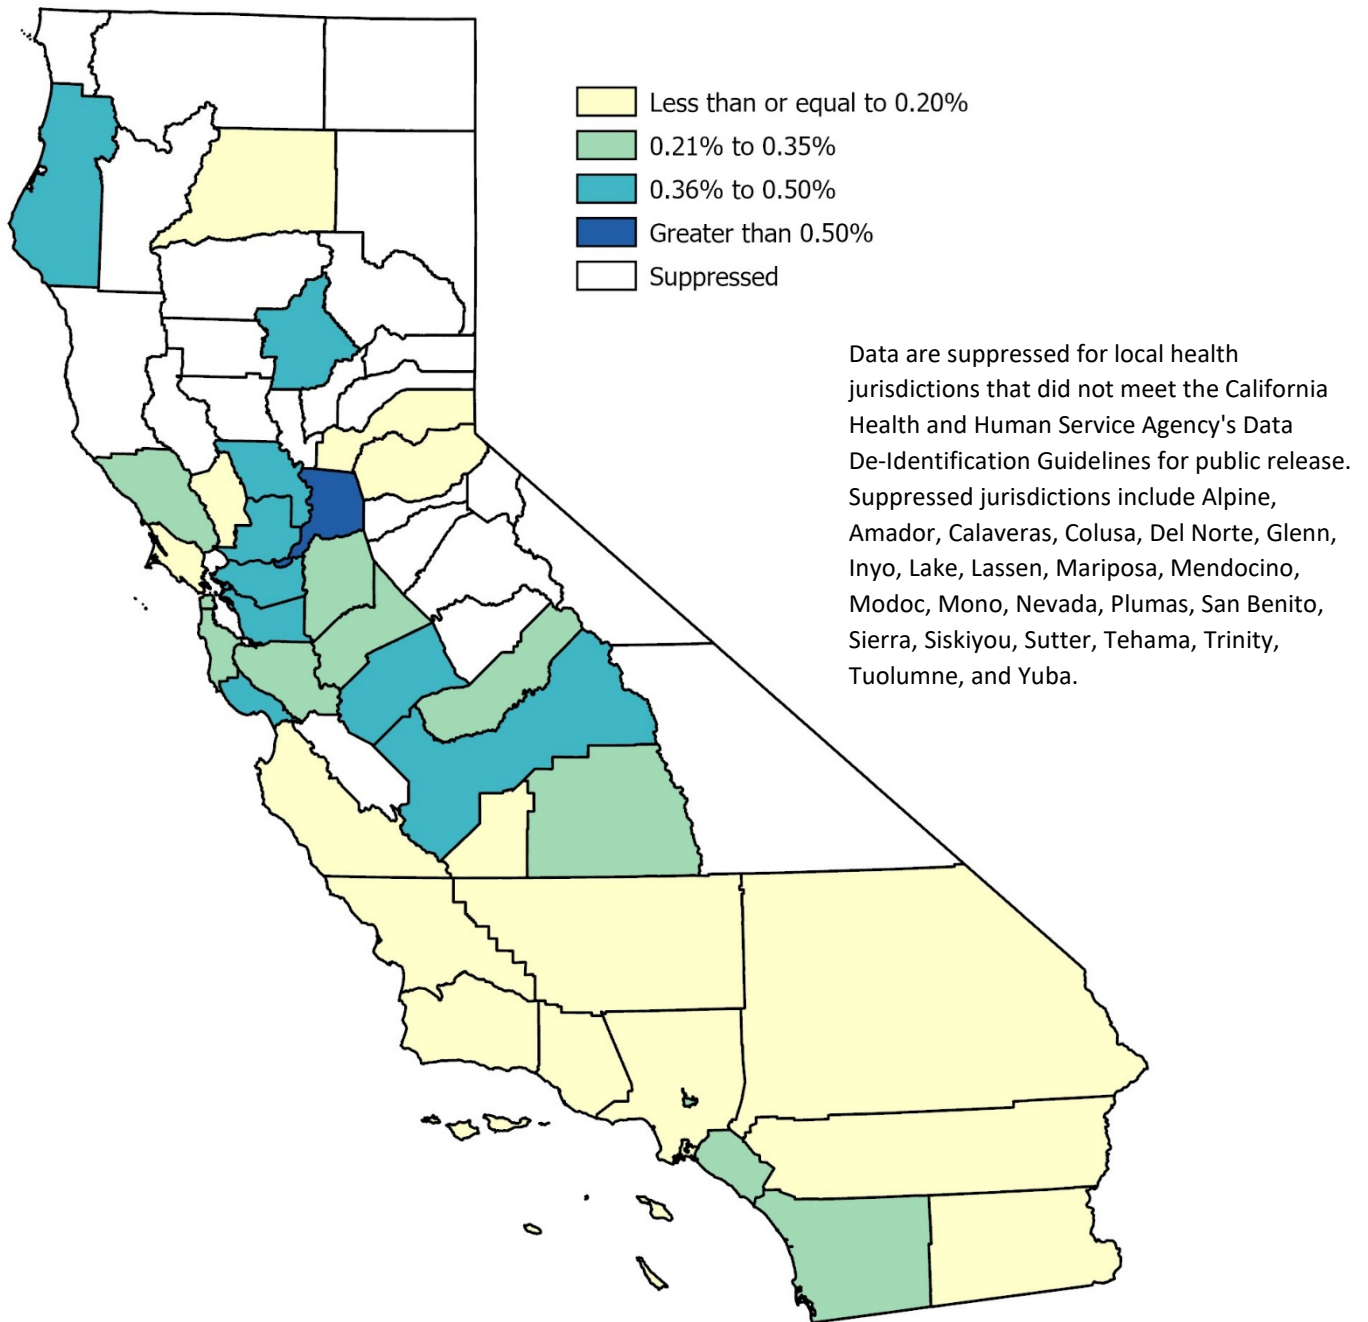 Less than or equal to 0.20%
0.21% to 0.35%
0.36% to 0.50%
Greater than 0.50%
Suppressed
Data are suppressed for local health
jurisdictions that did not meet the California
Health and Human Service Agency's Data
De-Identification Guidelines for public release.
Suppressed jurisdictions include Alpine,
Amador, Calaveras, Colusa, Del Norte, Glenn,
Inyo, Lake, Lassen, Mariposa, Mendocino,
Modoc, Mono, Nevada, Plumas, San Benito,
Sierra, Siskiyou, Sutter, Tehama, Trinity,
Tuolumne, and Yuba.